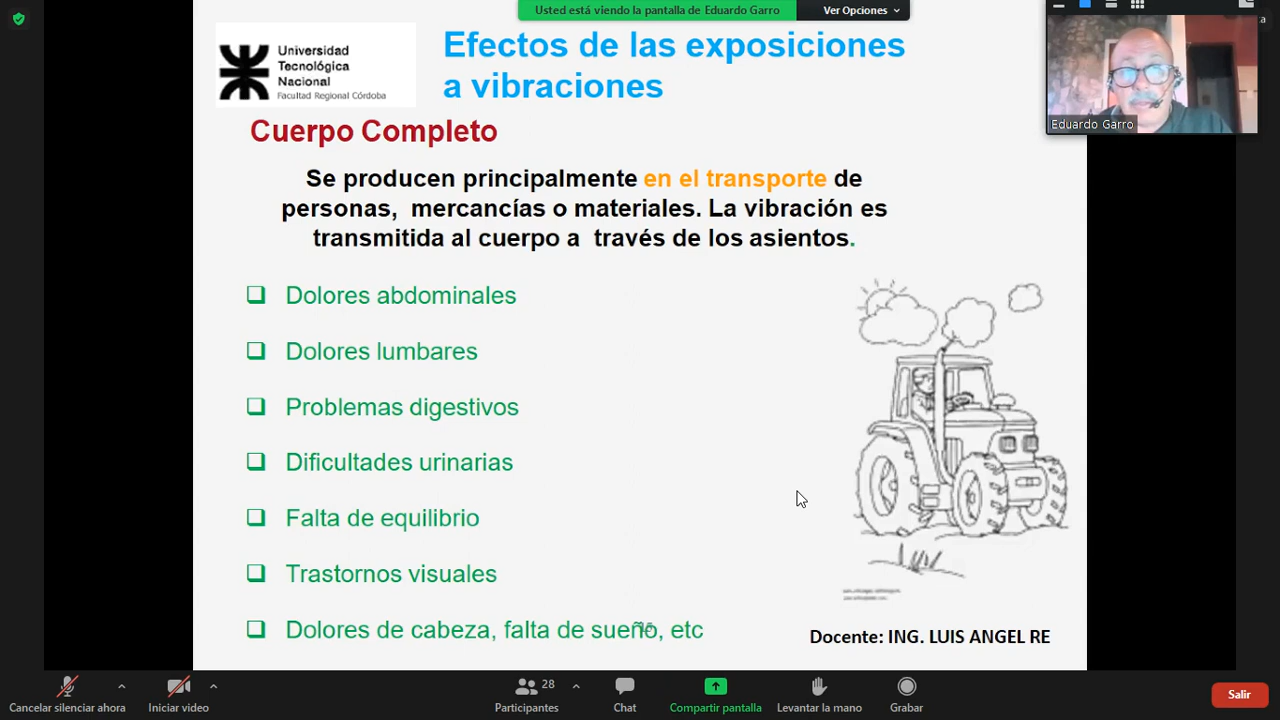 Usted está viendo la pantalla de Eduardo Garro
Ver Opciones
a
Universidad
Tecnológica
Nacional
Facultad Regional Córdoba
Efectos de las exposiciones
a vibraciones
Eduardo Garro
Cuerpo Completo
Se producen principalmente en el transporte de
personas, mercancías o materiales. La vibración es
transmitida al cuerpo a través de los asientos.
Dolores abdominales
Dolores lumbares
Problemas digestivos
Dificultades urinarias
Falta de equilibrio
Trastornos visuales
Dolores de cabeza, falta de sueño, etc
Docente: ING. LUIS ANGEL RE
Cancelar silenciar ahora
Iniciar video
28
Participantes
Chat
Compartir pantalla
Levantar la mano
Grabar
Salir